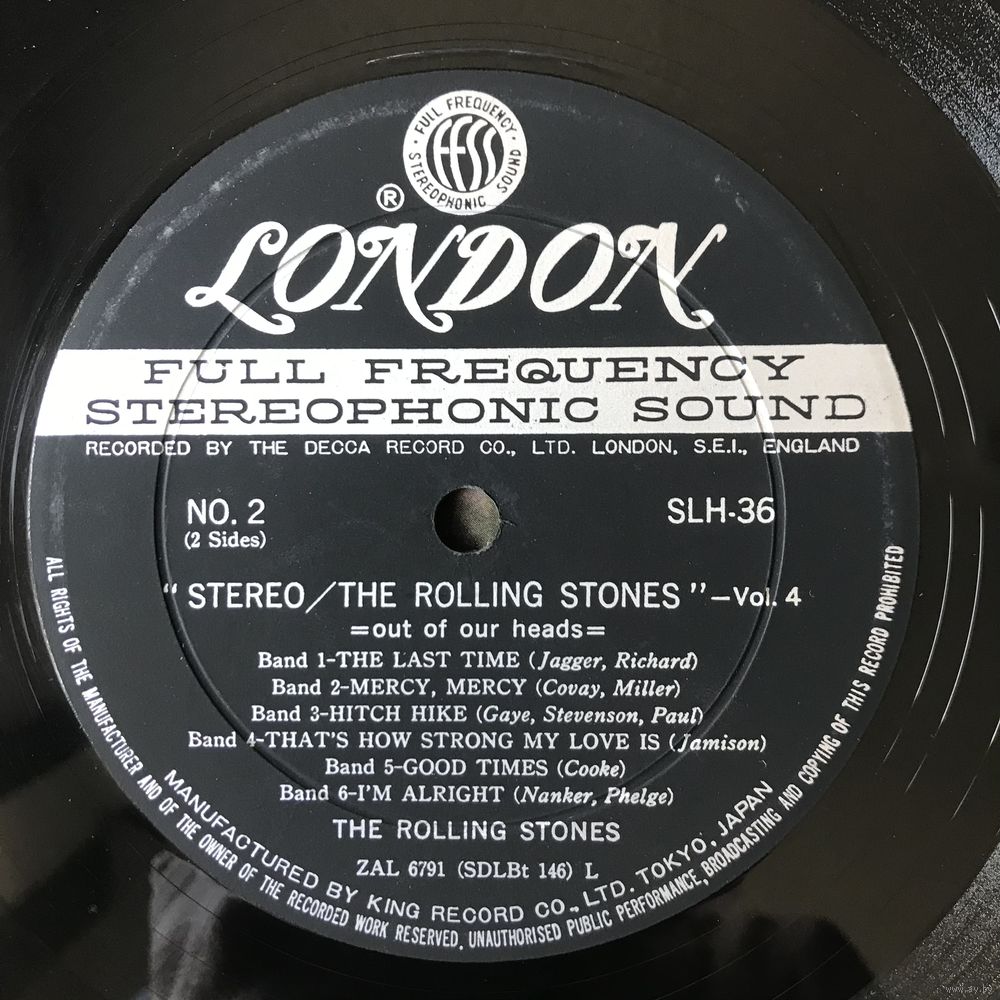 · FULL FREQUENCY · STEREOPHONIC SOUND
FFSS
®
LONDON
FULL FREQUENCY
STEREOPHONIC SOUND
RECORDED BY THE DECCA RECORD CO., LTD. LONDON, S.E.I., ENGLAND
NO. 2
SLH-36
(2 Sides)
“ STEREO/THE ROLLING STONES ”–Vol. 4
=out of our heads=
Band 1-THE LAST TIME (Jagger, Richard)
Band 2-MERCY, MERCY (Covay, Miller)
Band 3-HITCH HIKE (Gaye, Stevenson, Paul)
Band 4-THAT'S HOW STRONG MY LOVE IS (Jamison)
Band 5-GOOD TIMES (Cooke)
Band 6-I'M ALRIGHT (Nanker, Phelge)
THE ROLLING STONES
ZAL 6791 (SDLBt 146) L
MANUFACTURED BY KING RECORD CO., LTD. TOKYO, JAPAN
ALL RIGHTS OF THE MANUFACTURER AND OF THE OWNER OF THE RECORDED WORK RESERVED, UNAUTHORISED PUBLIC PERFORMANCE, BROADCASTING AND COPYING OF THIS RECORD PROHIBITED
www.ay.by